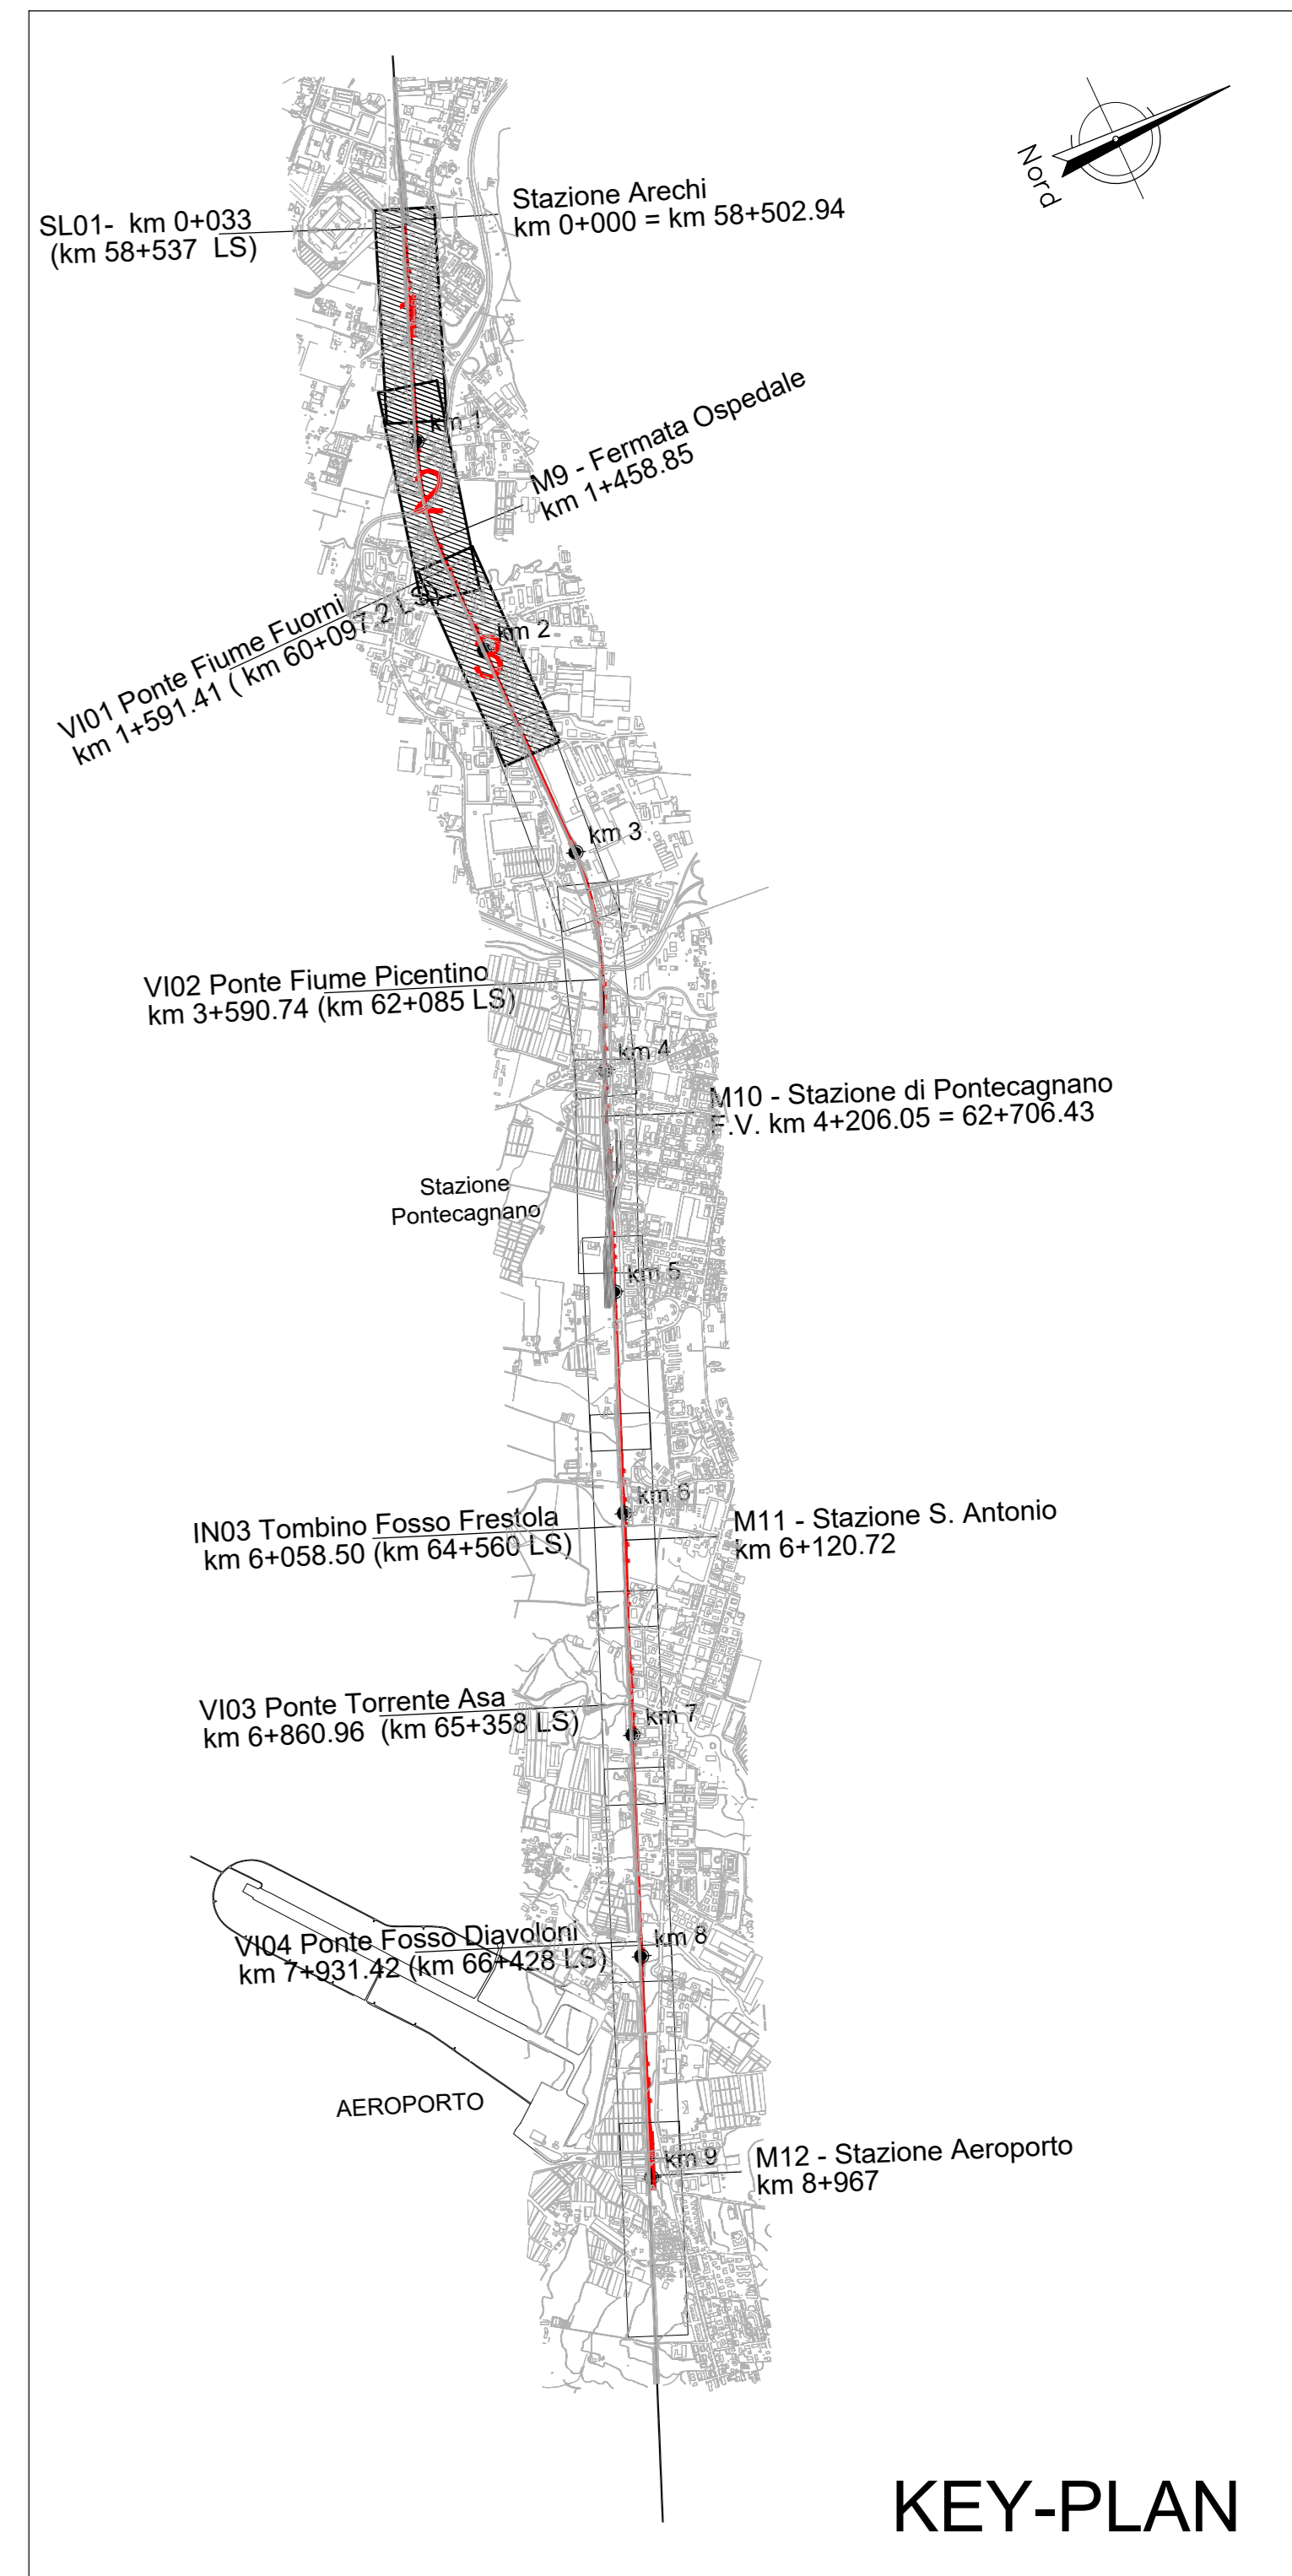 Nord
Stazione Arechi
km 0+000 = km 58+502.94
SL01-  km 0+033
(km 58+537  LS)
1
km 1
M9 - Fermata Ospedale
km 1+458.85
2
VI01 Ponte Fiume Fuorni
km 1+591.41 ( km 60+097.2 LS)
km 2
3
km 3
VI02 Ponte Fiume Picentino
km 3+590.74 (km 62+085 LS)
km 4
M10 - Stazione di Pontecagnano
F.V. km 4+206.05 = 62+706.43
Stazione
Pontecagnano
km 5
km 6
IN03 Tombino Fosso Frestola
km 6+058.50 (km 64+560 LS)
M11 - Stazione S. Antonio
km 6+120.72
VI03 Ponte Torrente Asa
km 6+860.96  (km 65+358 LS)
km 7
VI04 Ponte Fosso Diavoloni
km 7+931.42 (km 66+428 LS)
km 8
AEROPORTO
km 9
M12 - Stazione Aeroporto
km 8+967
KEY-PLAN